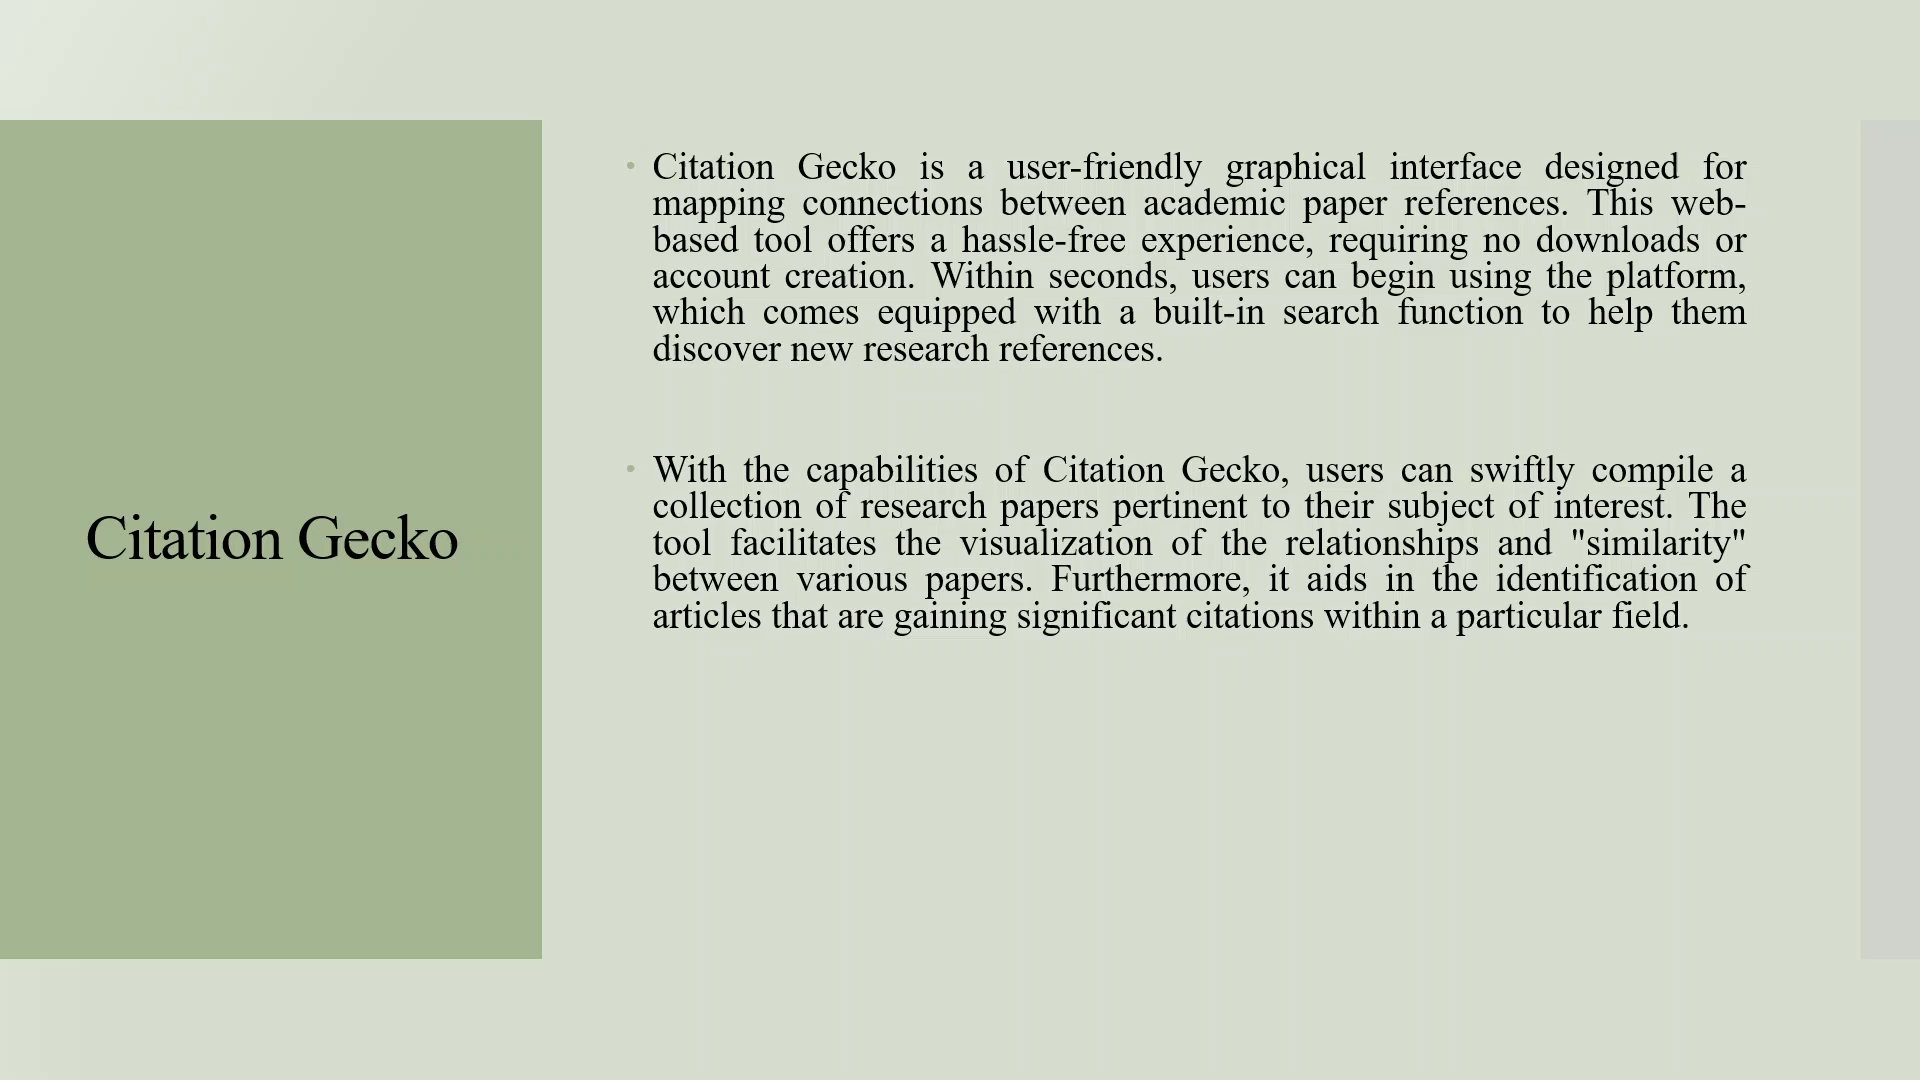 Citation Gecko
• Citation Gecko is a user-friendly graphical interface designed for
mapping connections between academic paper references. This web-
based tool offers a hassle-free experience, requiring no downloads or
account creation. Within seconds, users can begin using the platform,
which comes equipped with a built-in search function to help them
discover new research references.
• With the capabilities of Citation Gecko, users can swiftly compile a
collection of research papers pertinent to their subject of interest. The
tool facilitates the visualization of the relationships and "similarity"
between various papers. Furthermore, it aids in the identification of
articles that are gaining significant citations within a particular field.